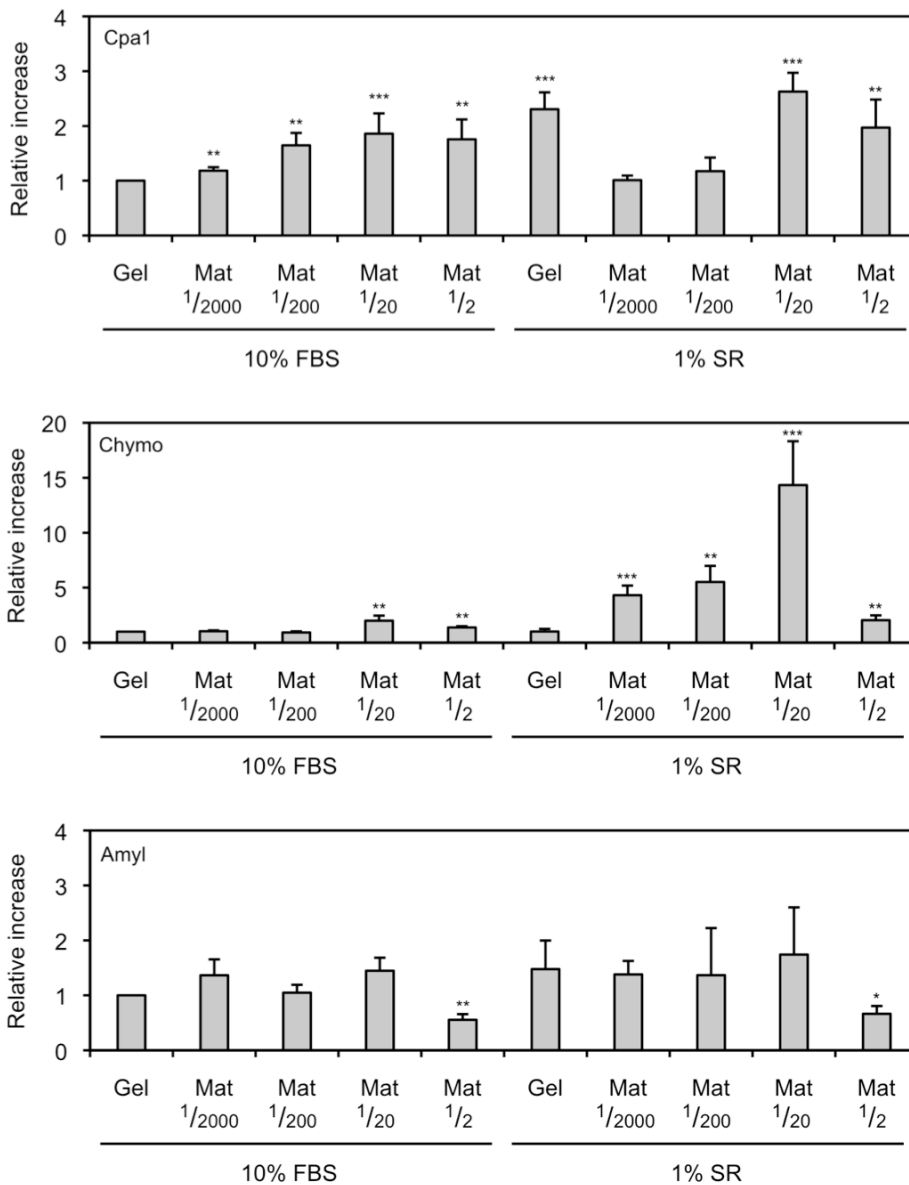 4
Cpa1
3
2
1
0
Relative increase
** ** *** ** *** *** **
Gel Mat Mat Mat Mat Gel Mat Mat Mat Mat
1/2000 1/200 1/20 1/2 1/2000 1/200 1/20 1/2
10% FBS 1% SR
20
Chymo
15
10
5
0
Relative increase
** ** *** ** *** **
Gel Mat Mat Mat Mat Gel Mat Mat Mat Mat
1/2000 1/200 1/20 1/2 1/2000 1/200 1/20 1/2
10% FBS 1% SR
4
Amyl
3
2
1
0
Relative increase
** *
Gel Mat Mat Mat Mat Gel Mat Mat Mat Mat
1/2000 1/200 1/20 1/2 1/2000 1/200 1/20 1/2
10% FBS 1% SR